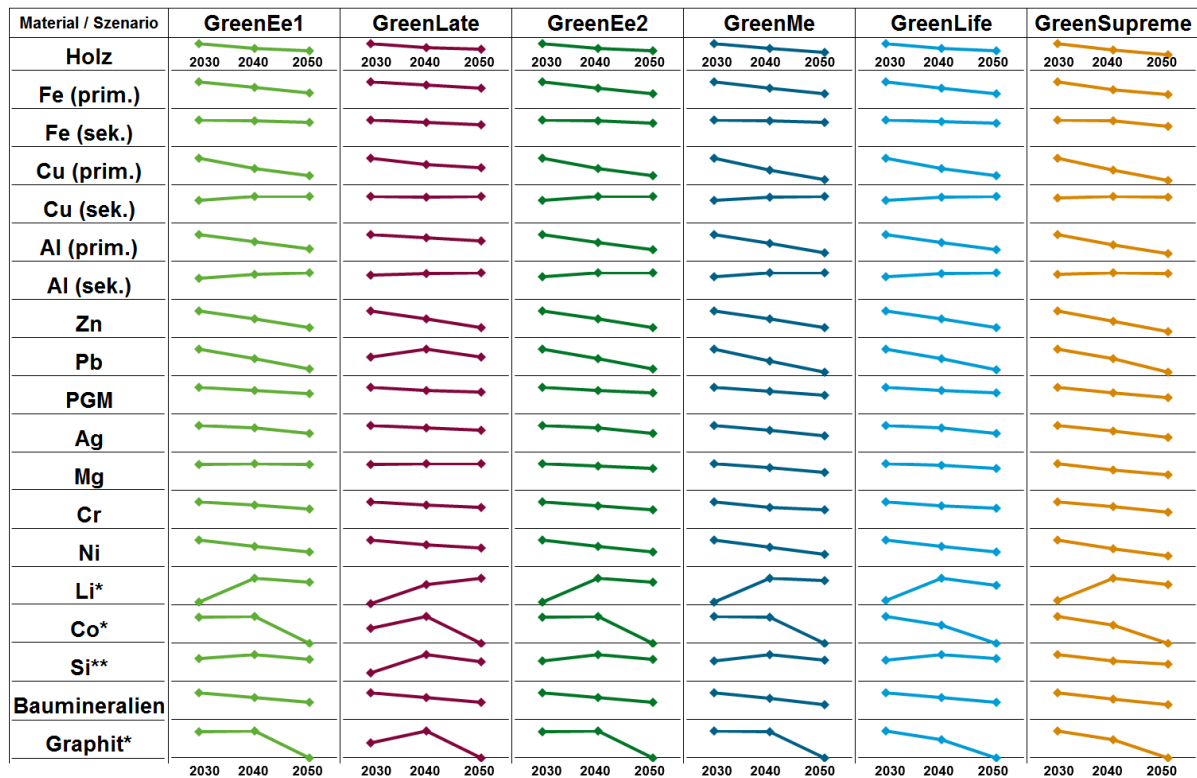 Material / Szenario GreenEe1 GreenLate GreenEe2 GreenMe GreenLife GreenSupreme
Holz
2030 2040 2050 2030 2040 2050 2030 2040 2050 2030 2040 2050 2030 2040 2050 2030 2040 2050
Fe (prim.)
Fe (sek.)
Cu (prim.)
Cu (sek.)
Al (prim.)
Al (sek.)
Zn
Pb
PGM
Ag
Mg
Cr
Ni
Li*
Co*
Si**
Baumineralien
Graphit*
2030 2040 2050 2030 2040 2050 2030 2040 2050 2030 2040 2050 2030 2040 2050 2030 2040 2050